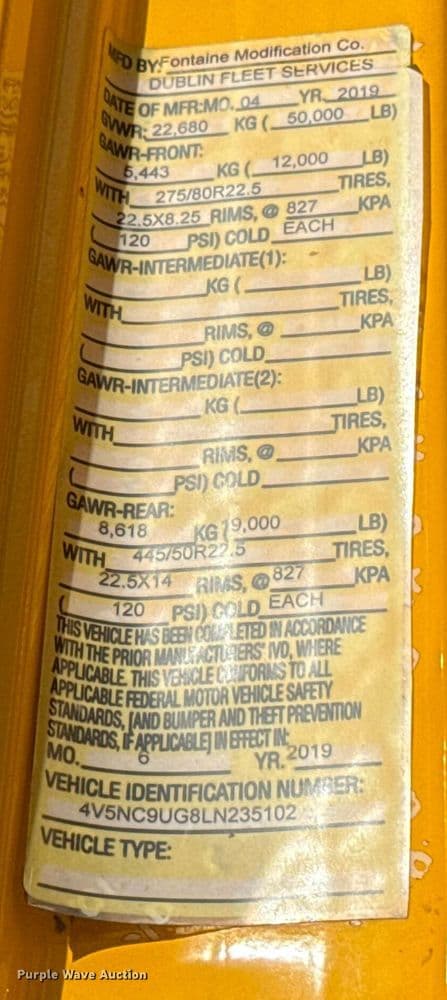 MFD BY: Fontaine Modification Co.
DUBLIN FLEET SERVICES
DATE OF MFR: MO. 04 YR. 2019
GVWR: 22,680 KG ( 50,000 LB)
GAWR-FRONT:
5,443 KG ( 12,000 LB)
WITH 275/80R22.5 TIRES,
22.5X8.25 RIMS, @ 827 KPA
( 120 PSI) COLD EACH
GAWR-INTERMEDIATE(1):
KG ( LB)
WITH TIRES,
RIMS, @ KPA
( PSI) COLD
GAWR-INTERMEDIATE(2):
KG ( LB)
WITH TIRES,
RIMS, @ KPA
( PSI) COLD
GAWR-REAR:
8,618 KG 19,000 LB)
WITH 445/50R22.5 TIRES,
22.5X14 RIMS, @ 827 KPA
( 120 PSI) COLD EACH
THIS VEHICLE HAS BEEN COMPLETED IN ACCORDANCE
WITH THE PRIOR MANUFACTURERS' IVD, WHERE
APPLICABLE. THIS VEHICLE CONFORMS TO ALL
APPLICABLE FEDERAL MOTOR VEHICLE SAFETY
STANDARDS, [AND BUMPER AND THEFT PREVENTION
STANDARDS, IF APPLICABLE] IN EFFECT IN:
MO. 6 YR. 2019
VEHICLE IDENTIFICATION NUMBER:
4V5NC9UG8LN235102
VEHICLE TYPE:
Purple Wave Auction